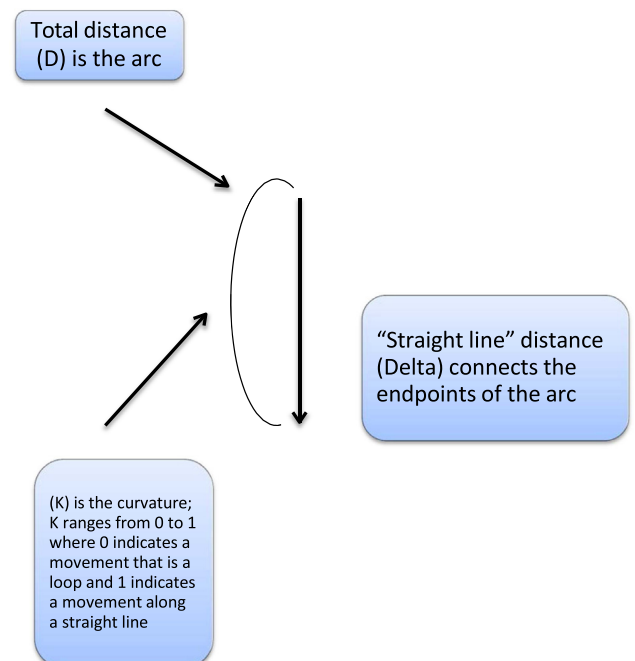 Total distance
(D) is the arc
“Straight line” distance
(Delta) connects the
endpoints of the arc
(K) is the curvature;
K ranges from 0 to 1
where 0 indicates a
movement that is a
loop and 1 indicates
a movement along
a straight line